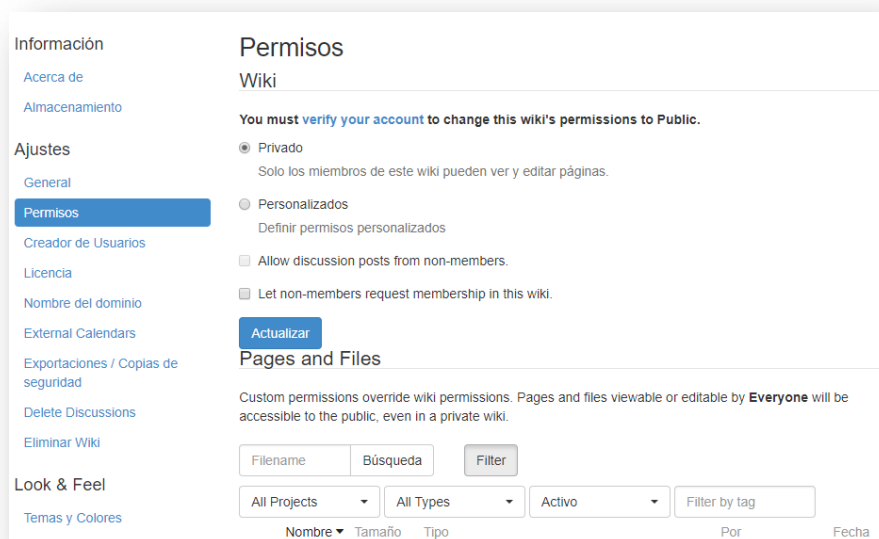 Información
Acerca de
Almacenamiento
Ajustes
General
Permisos
Creador de Usuarios
Licencia
Nombre del dominio
External Calendars
Exportaciones / Copias de
seguridad
Delete Discussions
Eliminar Wiki
Look & Feel
Temas y Colores
Permisos
Wiki
You must verify your account to change this wiki's permissions to Public.
Privado
Solo los miembros de este wiki pueden ver y editar páginas.
Personalizados
Definir permisos personalizados
Allow discussion posts from non-members.
Let non-members request membership in this wiki.
Actualizar
Pages and Files
Custom permissions override wiki permissions. Pages and files viewable or editable by Everyone will be
accessible to the public, even in a private wiki.
Filename Búsqueda Filter
All Projects All Types Activo Filter by tag
Nombre Tamaño Tipo Por Fecha